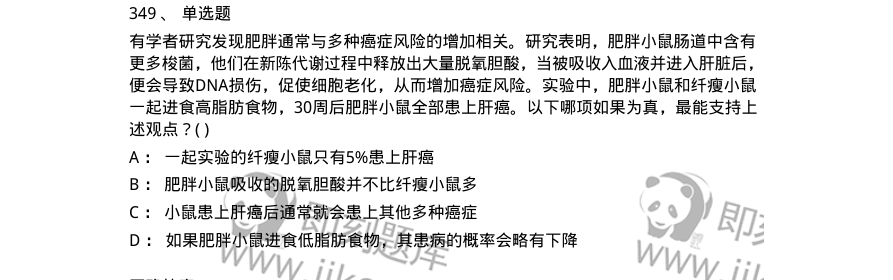 349 、 单选题
有学者研究发现肥胖通常与多种癌症风险的增加相关。研究表明，肥胖小鼠肠道中含有
更多梭菌，他们在新陈代谢过程中释放出大量脱氧胆酸，当被吸收入血液并进入肝脏后，
便会导致DNA损伤，促使细胞老化，从而增加癌症风险。实验中，肥胖小鼠和纤瘦小鼠
一起进食高脂肪食物，30周后肥胖小鼠全部患上肝癌。以下哪项如果为真，最能支持上
述观点？( )
A ： 一起实验的纤瘦小鼠只有5%患上肝癌
B ： 肥胖小鼠吸收的脱氧胆酸并不比纤瘦小鼠多
C ： 小鼠患上肝癌后通常就会患上其他多种癌症
D ： 如果肥胖小鼠进食低脂肪食物，其患病的概率会略有下降
即刻题库
www.jike
即刻
www.